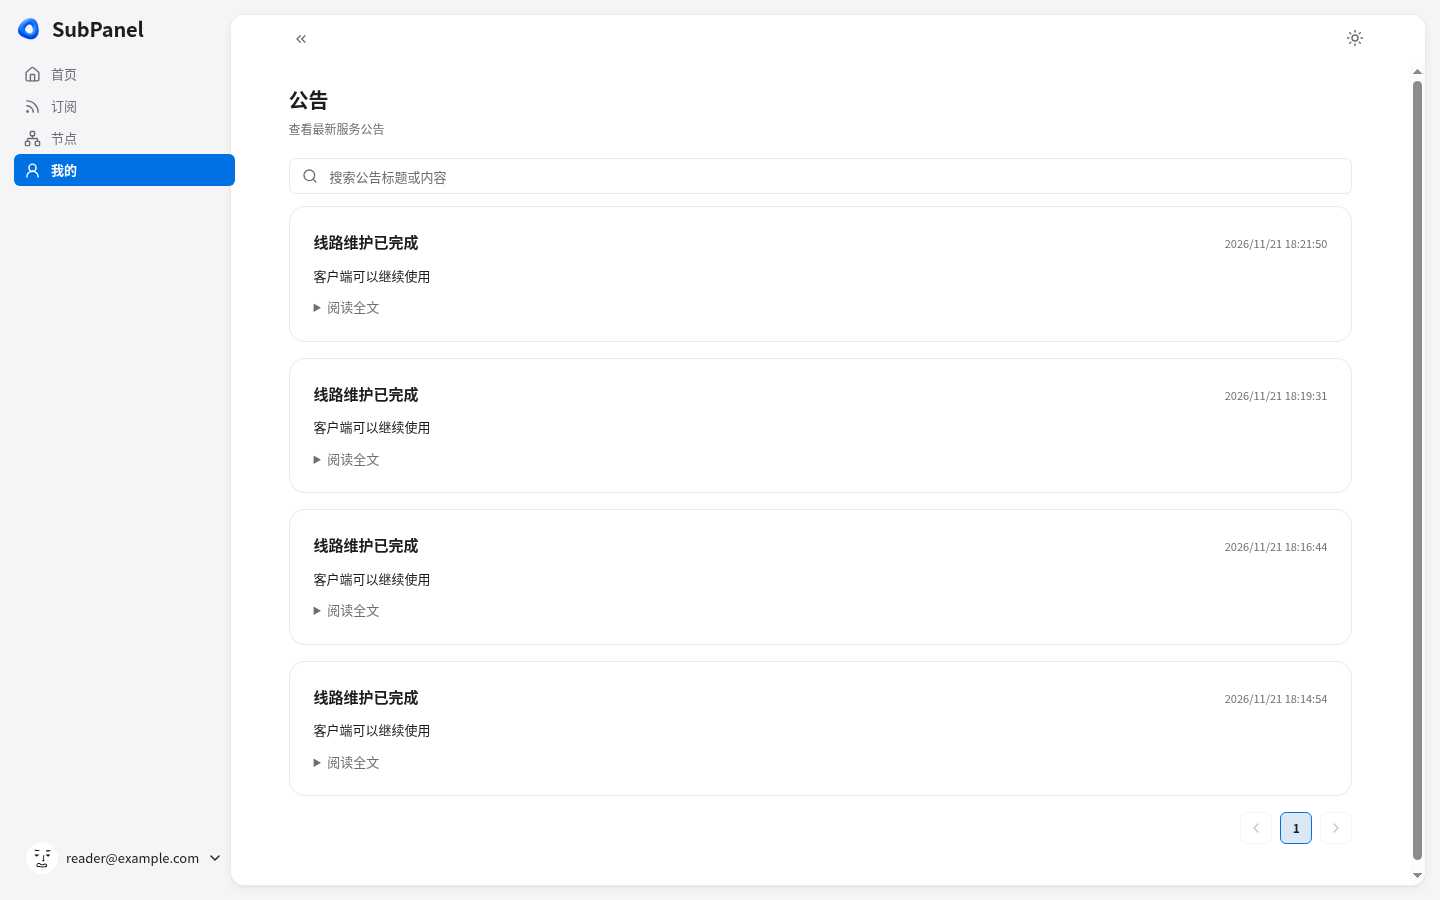 SubPanel
首页
订阅
节点
我的
公告
查看最新服务公告
搜索公告标题或内容
线路维护已完成
2026/11/21 18:21:50
客户端可以继续使用
阅读全文
线路维护已完成
2026/11/21 18:19:31
客户端可以继续使用
阅读全文
线路维护已完成
2026/11/21 18:16:44
客户端可以继续使用
阅读全文
线路维护已完成
2026/11/21 18:14:54
客户端可以继续使用
阅读全文
1
reader@example.com